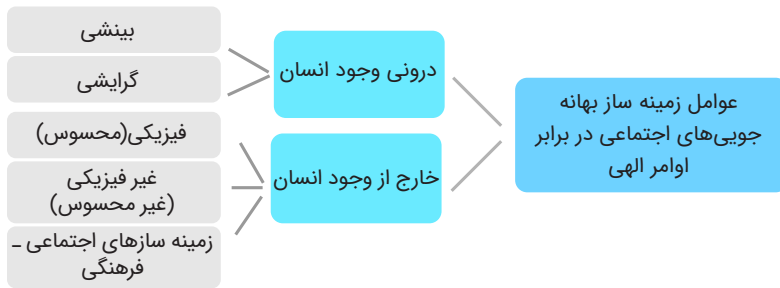 عوامل زمینه ساز بهانه
جویی‌های اجتماعی در برابر
اوامر الهی
درونی وجود انسان
بینشی
گرایشی
خارج از وجود انسان
فیزیکی(محسوس)
غیر فیزیکی
(غیر محسوس)
زمینه سازهای اجتماعی ـ
فرهنگی